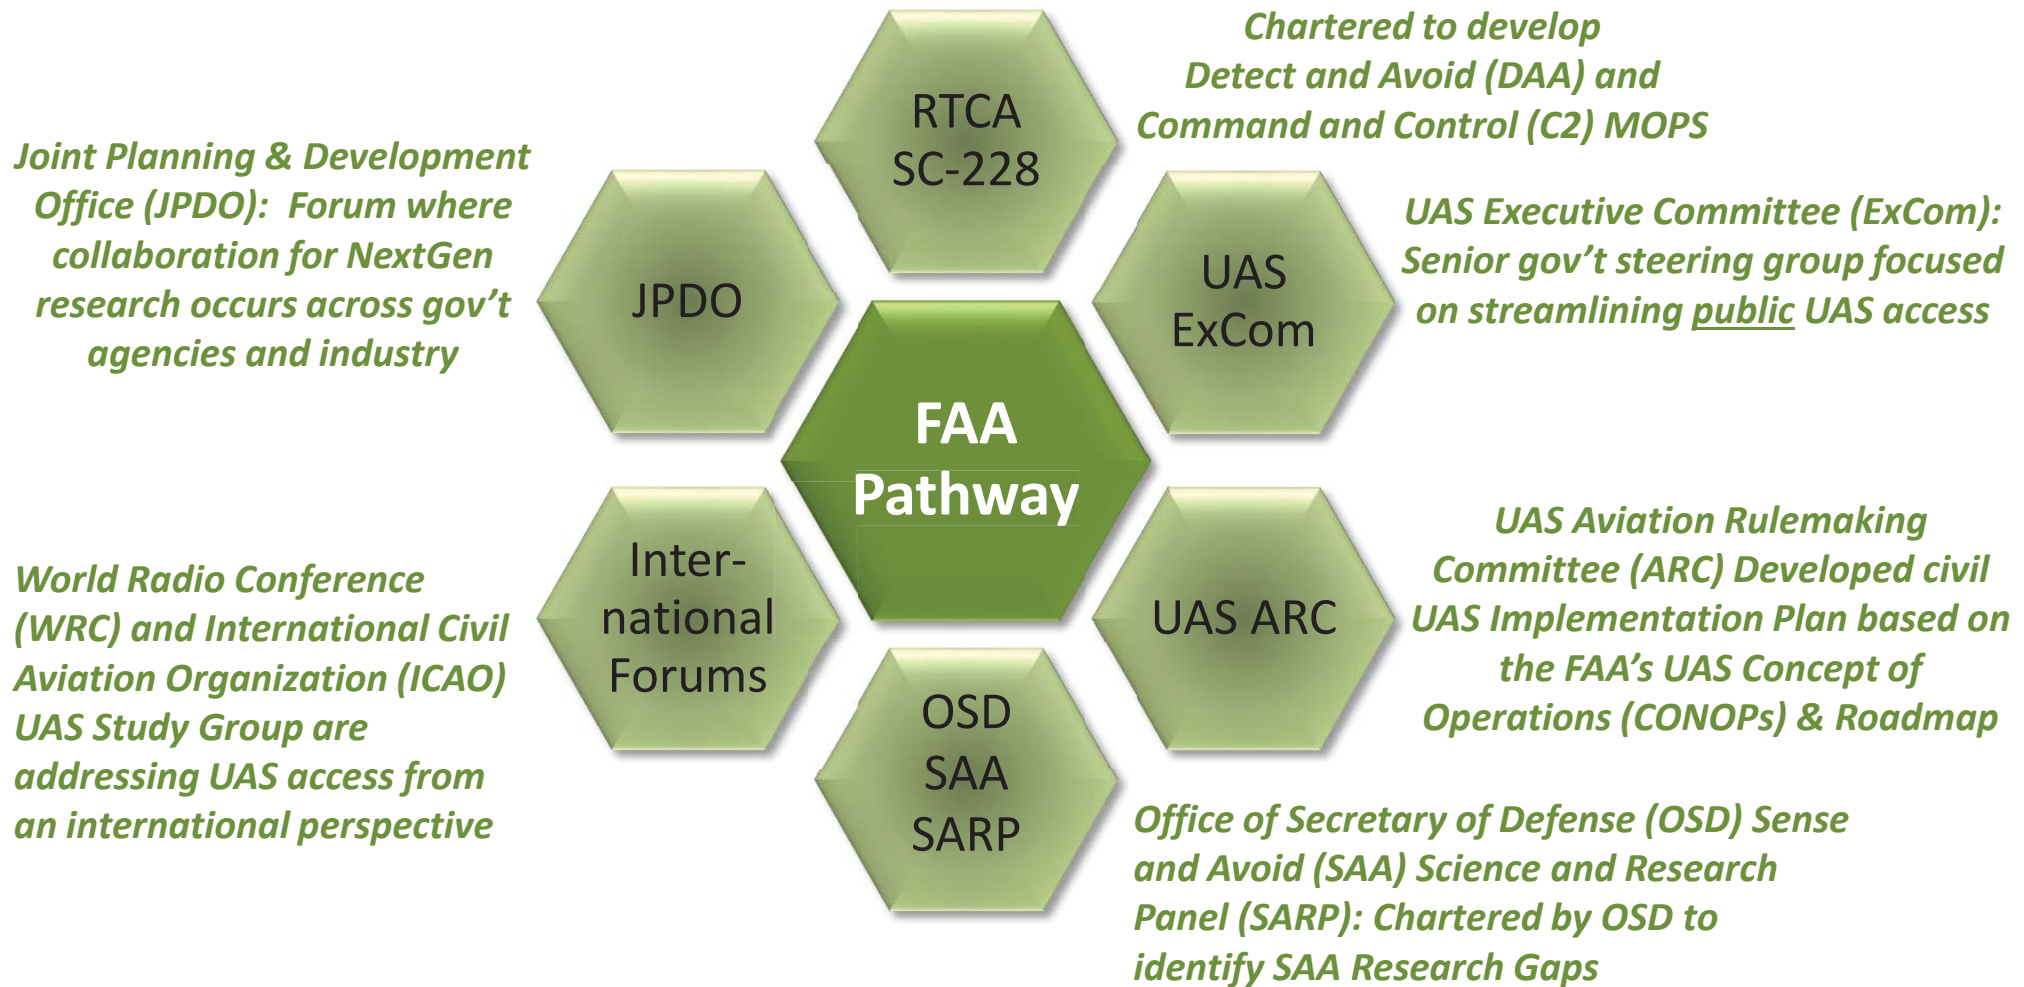 RTCA
SC-228
Chartered to develop
Detect and Avoid (DAA) and
Command and Control (C2) MOPS
Joint Planning & Development
Office (JPDO):  Forum where
collaboration for NextGen
research occurs across gov’t
agencies and industry
JPDO
UAS
ExCom
UAS Executive Committee (ExCom):
Senior gov’t steering group focused
on streamlining public UAS access
FAA
Pathway
World Radio Conference
(WRC) and International Civil
Aviation Organization (ICAO)
UAS Study Group are
addressing UAS access from
an international perspective
Inter-
national
Forums
UAS ARC
UAS Aviation Rulemaking
Committee (ARC) Developed civil
UAS Implementation Plan based on
the FAA’s UAS Concept of
Operations (CONOPs) & Roadmap
OSD
SAA
SARP
Office of Secretary of Defense (OSD) Sense
and Avoid (SAA) Science and Research
Panel (SARP): Chartered by OSD to
identify SAA Research Gaps